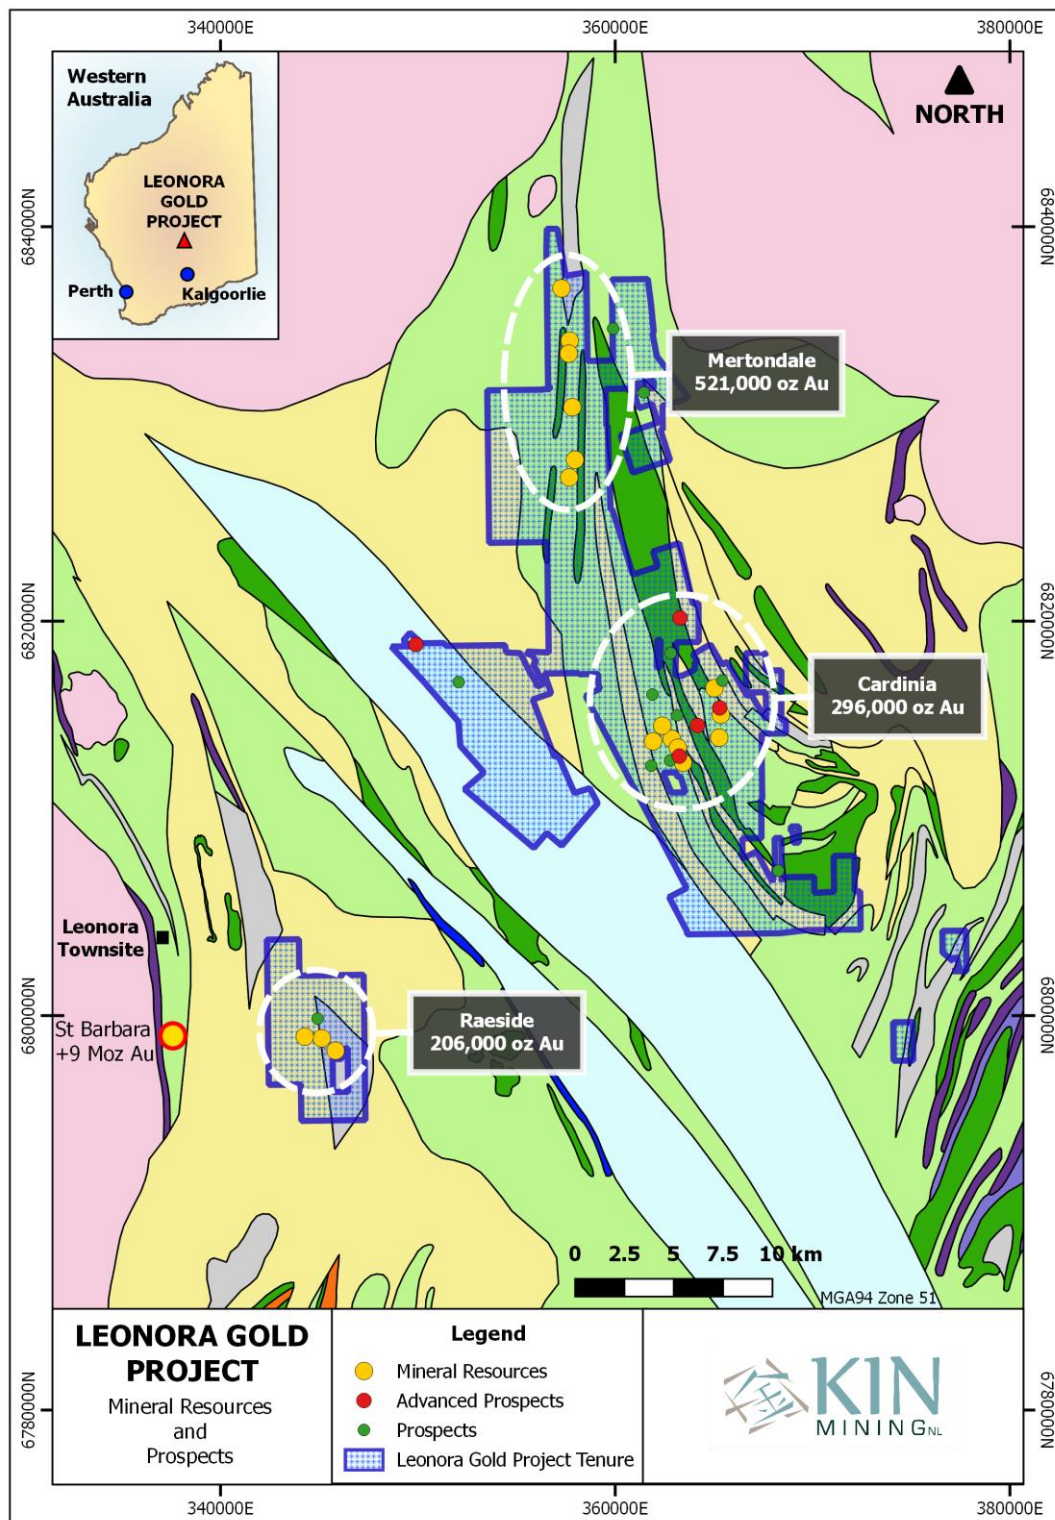 340000E
360000E
380000E
Western
Australia
LEONORA
GOLD
PROJECT
Perth
Kalgoorlie
NORTH
6840000N
6840000N
Mertondale
521,000 oz Au
6820000N
6820000N
Cardinia
296,000 oz Au
Leonora
Townsite
St Barbara
+9 Moz Au
6800000N
6800000N
Raeside
206,000 oz Au
0 2.5 5 7.5 10 km
MGA94 Zone 51
LEONORA GOLD
PROJECT
Mineral Resources
and
Prospects
Legend
Mineral Resources
Advanced Prospects
Prospects
Leonora Gold Project Tenure
KIN
MINING NL
6780000N
6780000N
340000E
360000E
380000E